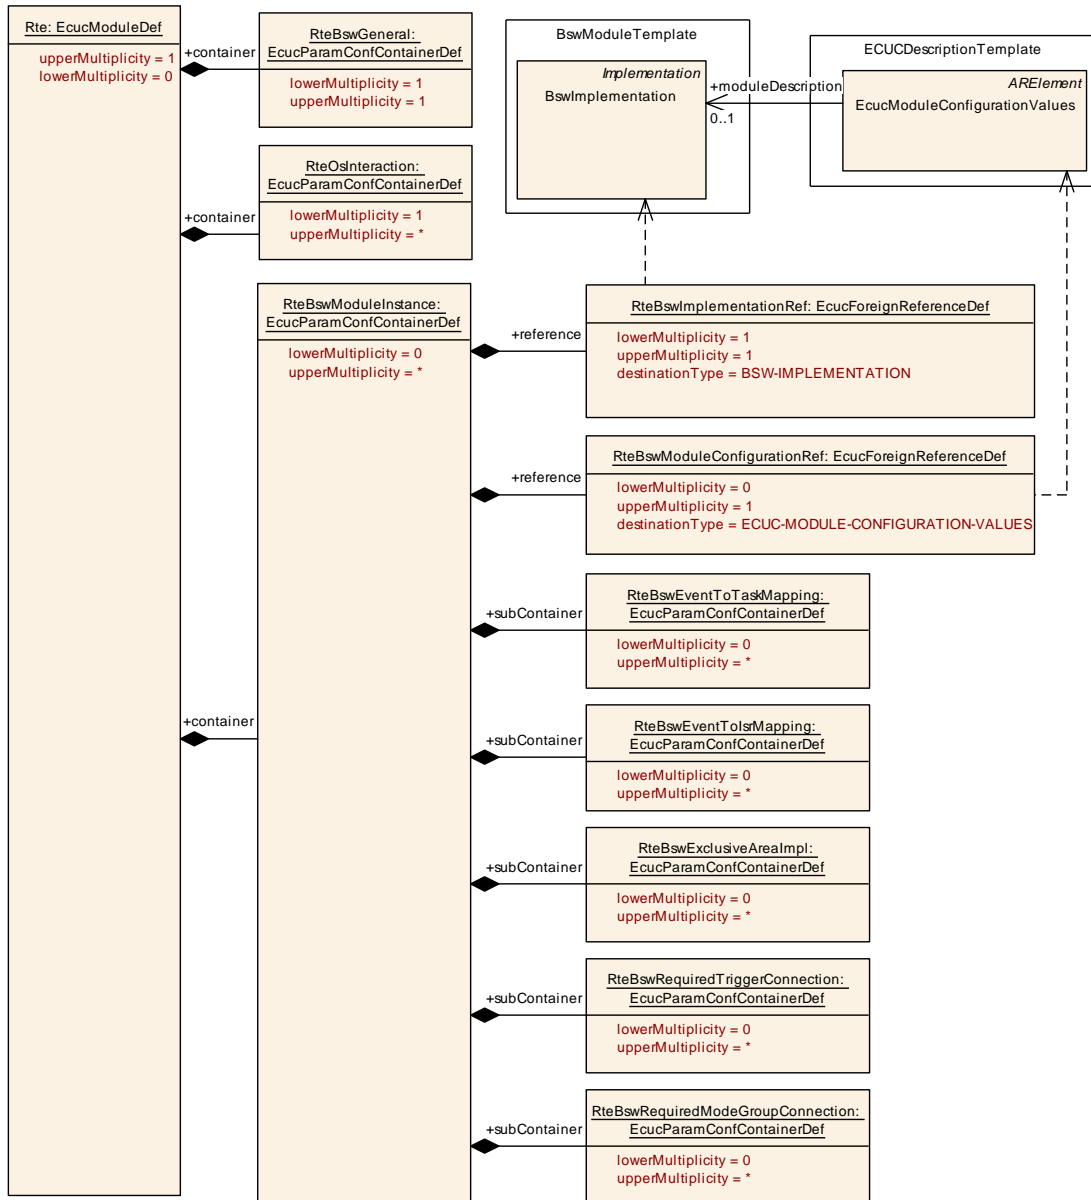 Rte: EcucModuleDef
upperMultiplicity = 1
lowerMultiplicity = 0
+container
RteBswGeneral:
EcucParamConfContainerDef
lowerMultiplicity = 1
upperMultiplicity = 1
BswModuleTemplate
Implementation
BswImplementation
+moduleDescription
0..1
ECUCDescriptionTemplate
ARElement
EcucModuleConfigurationValues
+container
RteOsInteraction:
EcucParamConfContainerDef
lowerMultiplicity = 1
upperMultiplicity = *
+container
RteBswModuleInstance:
EcucParamConfContainerDef
lowerMultiplicity = 0
upperMultiplicity = *
+reference
RteBswImplementationRef: EcucForeignReferenceDef
lowerMultiplicity = 1
upperMultiplicity = 1
destinationType = BSW-IMPLEMENTATION
+reference
RteBswModuleConfigurationRef: EcucForeignReferenceDef
lowerMultiplicity = 0
upperMultiplicity = 1
destinationType = ECUC-MODULE-CONFIGURATION-VALUES
+subContainer
RteBswEventToTaskMapping:
EcucParamConfContainerDef
lowerMultiplicity = 0
upperMultiplicity = *
+subContainer
RteBswEventToIsrMapping:
EcucParamConfContainerDef
lowerMultiplicity = 0
upperMultiplicity = *
+subContainer
RteBswExclusiveAreaImpl:
EcucParamConfContainerDef
lowerMultiplicity = 0
upperMultiplicity = *
+subContainer
RteBswRequiredTriggerConnection:
EcucParamConfContainerDef
lowerMultiplicity = 0
upperMultiplicity = *
+subContainer
RteBswRequiredModeGroupConnection:
EcucParamConfContainerDef
lowerMultiplicity = 0
upperMultiplicity = *